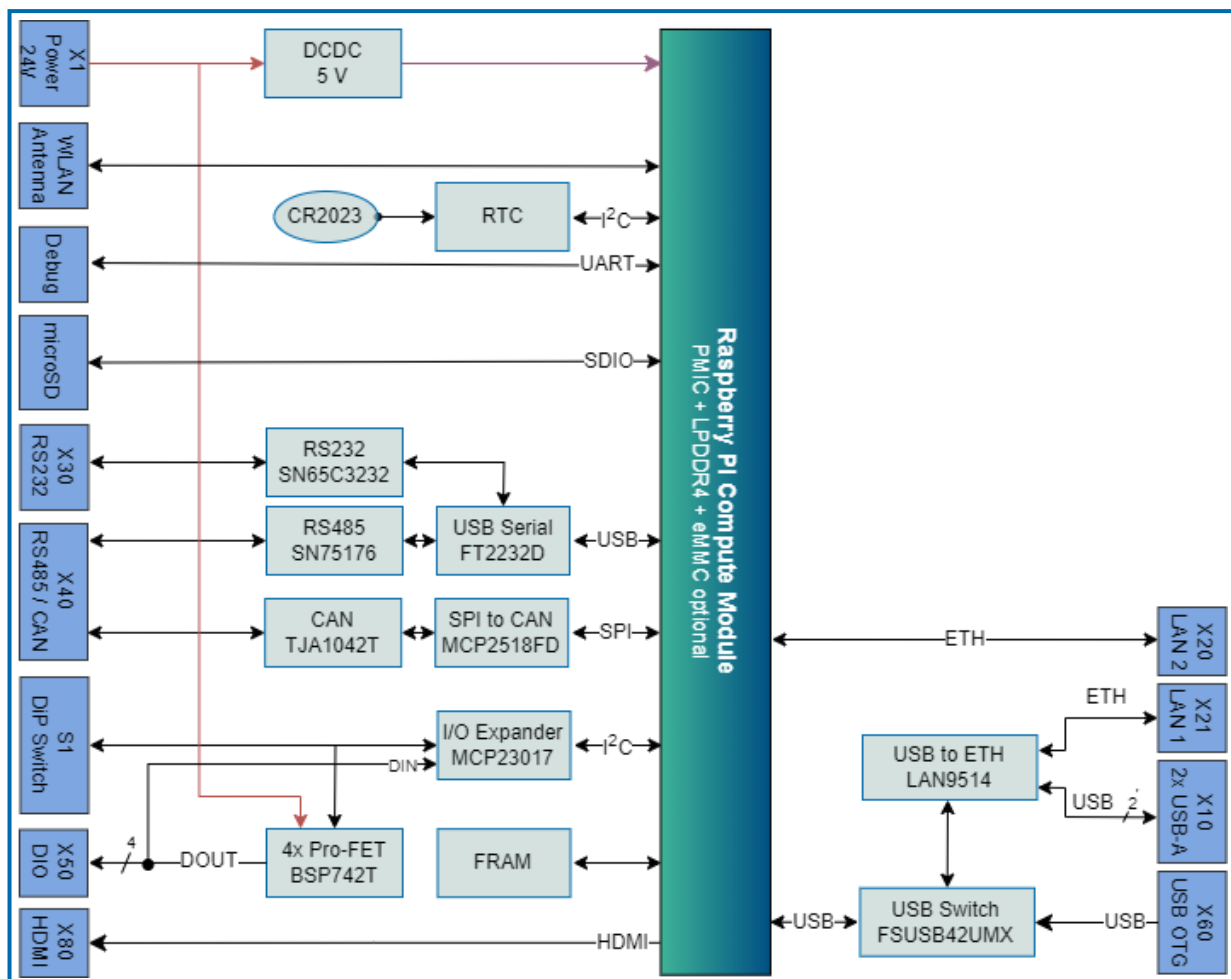 X1
Power
24V
DCDC
5 V
WLAN
Antenna
CR2023
RTC
I²C
Debug
UART
microSD
SDIO
X30
RS232
RS232
SN65C3232
X40
RS485 / CAN
RS485
SN75176
USB Serial
FT2232D
USB
CAN
TJA1042T
SPI to CAN
MCP2518FD
SPI
S1
DiP Switch
I/O Expander
MCP23017
I²C
DIN
X50
DIO
4
DOUT
4x Pro-FET
BSP742T
FRAM
X80
HDMI
HDMI
Raspberry PI Compute Module
PMIC + LPDDR4 + eMMC optional
ETH
X20
LAN 2
ETH
X21
LAN 1
USB to ETH
LAN9514
USB
2'
X10
2x USB-A
USB
USB Switch
FSUSB42UMX
USB
X60
USB OTG